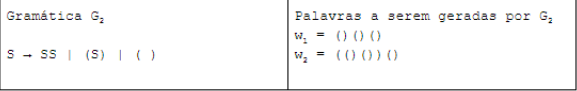 Gramática G₂
S → SS | (S) | ( )
Palavras a serem geradas por G₂
w₁ = ()()()
w₂ = (()())()